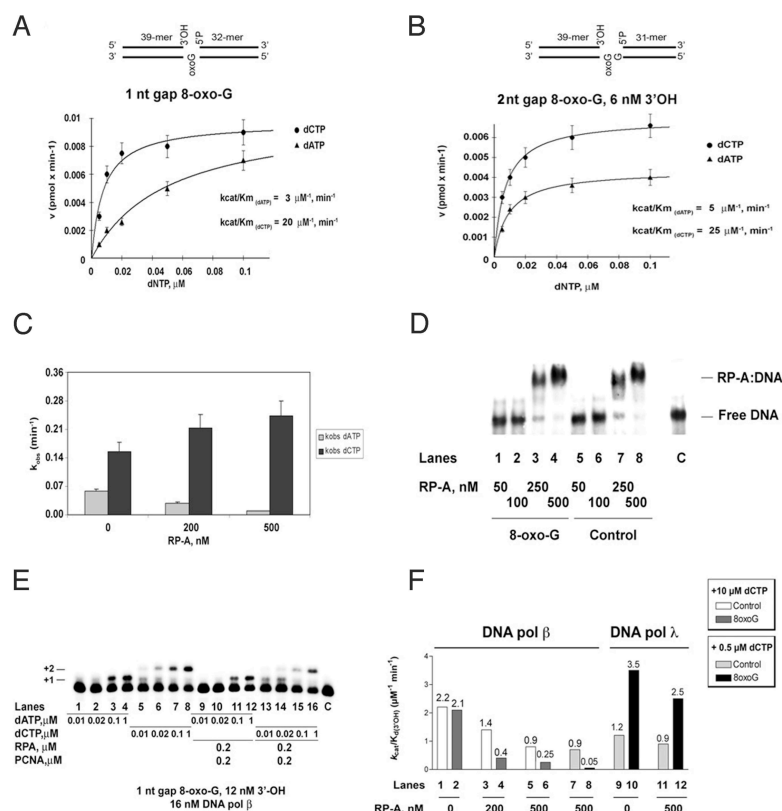 A
39-mer 3'OH 5'P 32-mer
5' 3'
3' 5'
oxoG
1 nt gap 8-oxo-G
0.01
0.008
0.006
0.004
0.002
0
v (pmol x min-1)
dCTP
dATP
kcat/Km (dATP) = 3 μM-1, min-1
kcat/Km (dCTP) = 20 μM-1, min-1
0 0.02 0.04 0.06 0.08 0.1
dNTP, μM
B
39-mer 3'OH 5'P 31-mer
5' 3'
3' 5'
oxoG G
2nt gap 8-oxo-G, 6 nM 3'OH
0.006
0.005
0.004
0.003
0.002
0.001
v (pmol x min-1)
dCTP
dATP
kcat/Km (dATP) = 5 μM-1, min-1
kcat/Km (dCTP) = 25 μM-1, min-1
0 0.02 0.04 0.06 0.08 0.1
dNTP, μM
C
0.36
0.29
0.22
0.14
0.07
0.00
kobs (min-1)
kobs dATP
kobs dCTP
0 200 500
RP-A, nM
D
RP-A:DNA
Free DNA
Lanes 1 2 3 4 5 6 7 8 C
RP-A, nM 50 250 50 250
100 500 100 500
8-oxo-G Control
E
+2
+1
Lanes 1 2 3 4 5 6 7 8 9 10 11 12 13 14 15 16 C
dATP,μM 0.01 0.02 0.1 1 0.01 0.02 0.1 1
dCTP,μM 0.01 0.02 0.1 1 0.01 0.02 0.1 1
RPA, μM 0.2 0.2
PCNA,μM 0.2 0.2
1 nt gap 8-oxo-G, 12 nM 3'-OH
16 nM DNA pol β
F
+10 μM dCTP
Control
8oxoG
+ 0.5 μM dCTP
Control
8oxoG
DNA pol β DNA pol λ
kcat/Kd(3'OH) (μM-1 min-1)
4
3
2
1
0
2.2 2.1 1.4 0.4 0.9 0.25 0.9 0.05 1.2 3.5 0.9 2.5
Lanes 1 2 3 4 5 6 7 8 9 10 11 12
RP-A, nM 0 200 500 500 0 500